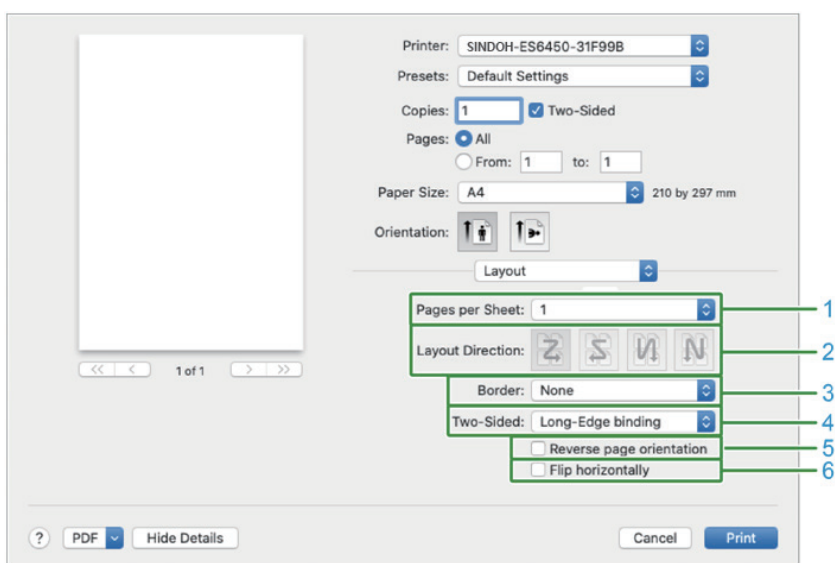 Printer: SINDOH-ES6450-31F99B
Presets: Default Settings
Copies: 1 Two-Sided
Pages: All
From: 1 to: 1
Paper Size: A4 210 by 297 mm
Orientation:
Layout
Pages per Sheet: 1 1
Layout Direction: 2
Border: None 3
Two-Sided: Long-Edge binding 4
Reverse page orientation 5
Flip horizontally 6
<< < 1 of 1 > >>
? PDF Hide Details Cancel Print